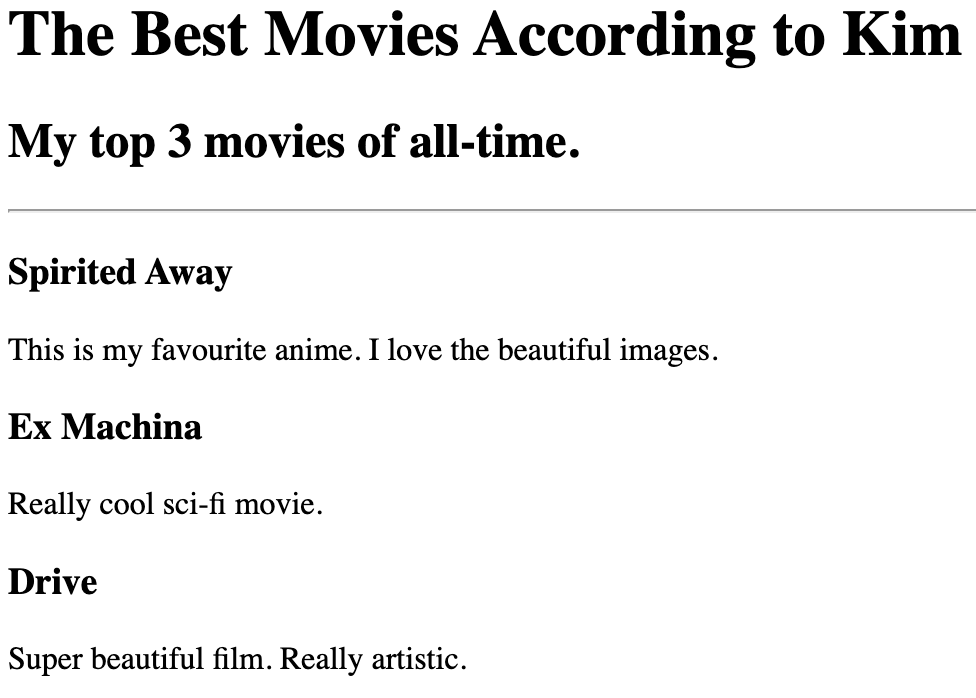 The Best Movies According to Kim
My top 3 movies of all-time.
Spirited Away
This is my favourite anime. I love the beautiful images.
Ex Machina
Really cool sci-fi movie.
Drive
Super beautiful film. Really artistic.